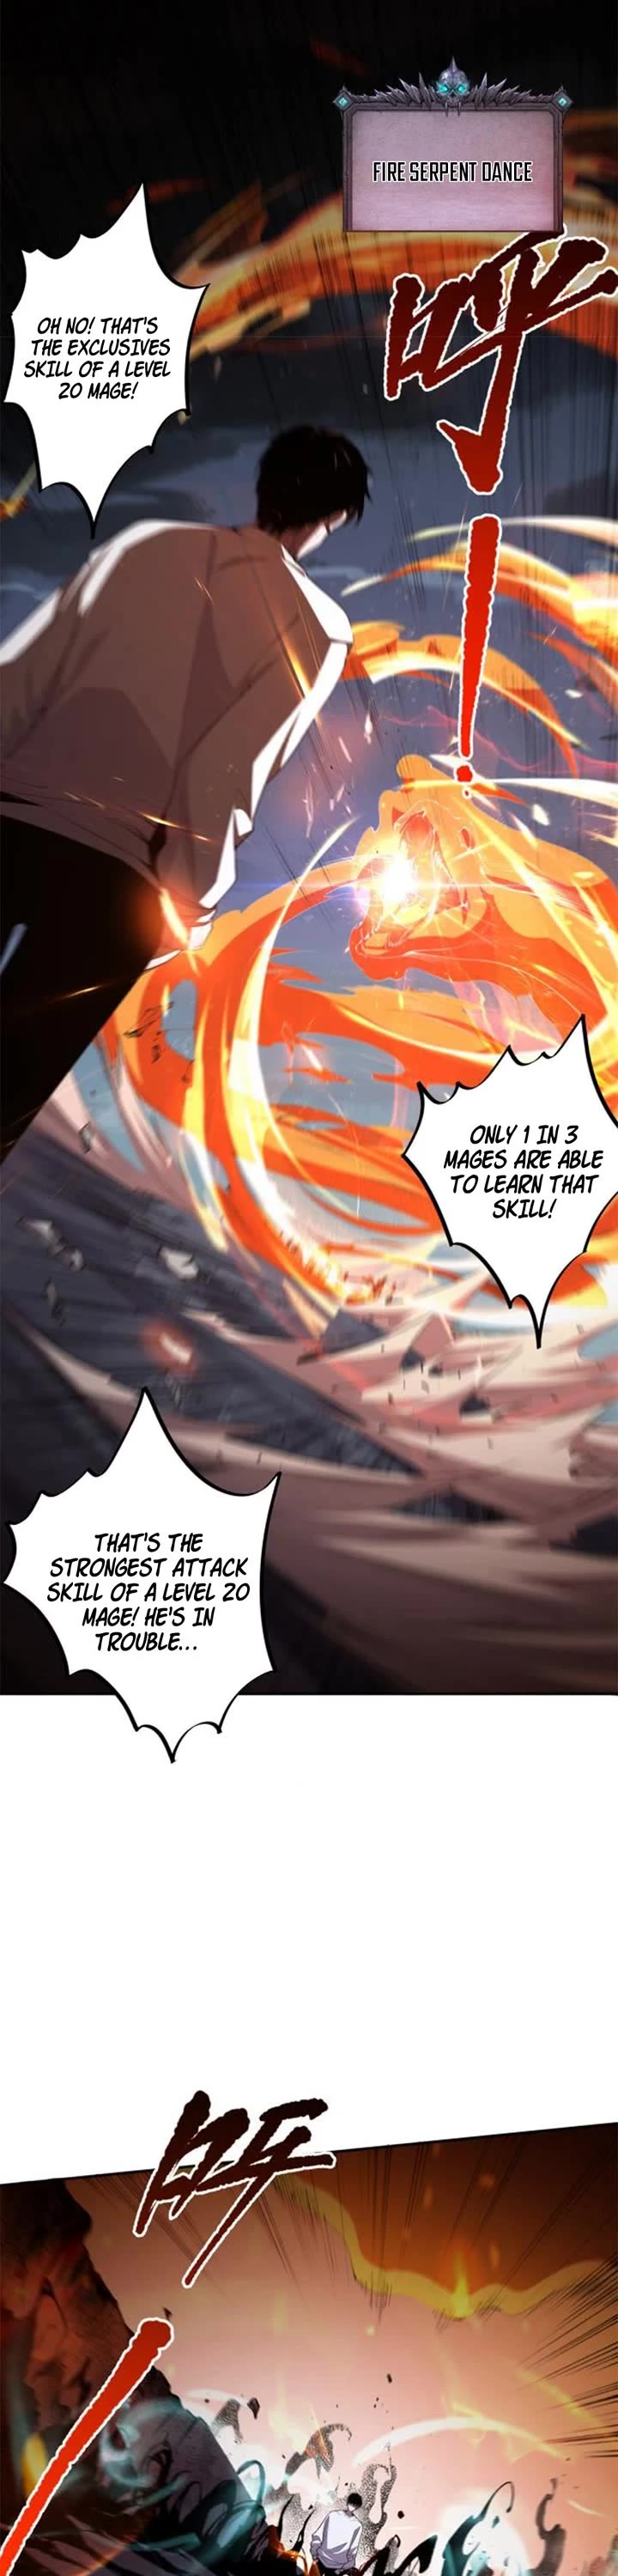 FIRE SERPENT DANCE
呼!
OH NO! THAT'S
THE EXCLUSIVES
SKILL OF A LEVEL
20 MAGE!
ONLY 1 IN 3
MAGES ARE ABLE
TO LEARN THAT
SKILL!
THAT'S THE
STRONGEST ATTACK
SKILL OF A LEVEL 20
MAGE! HE'S IN
TROUBLE...